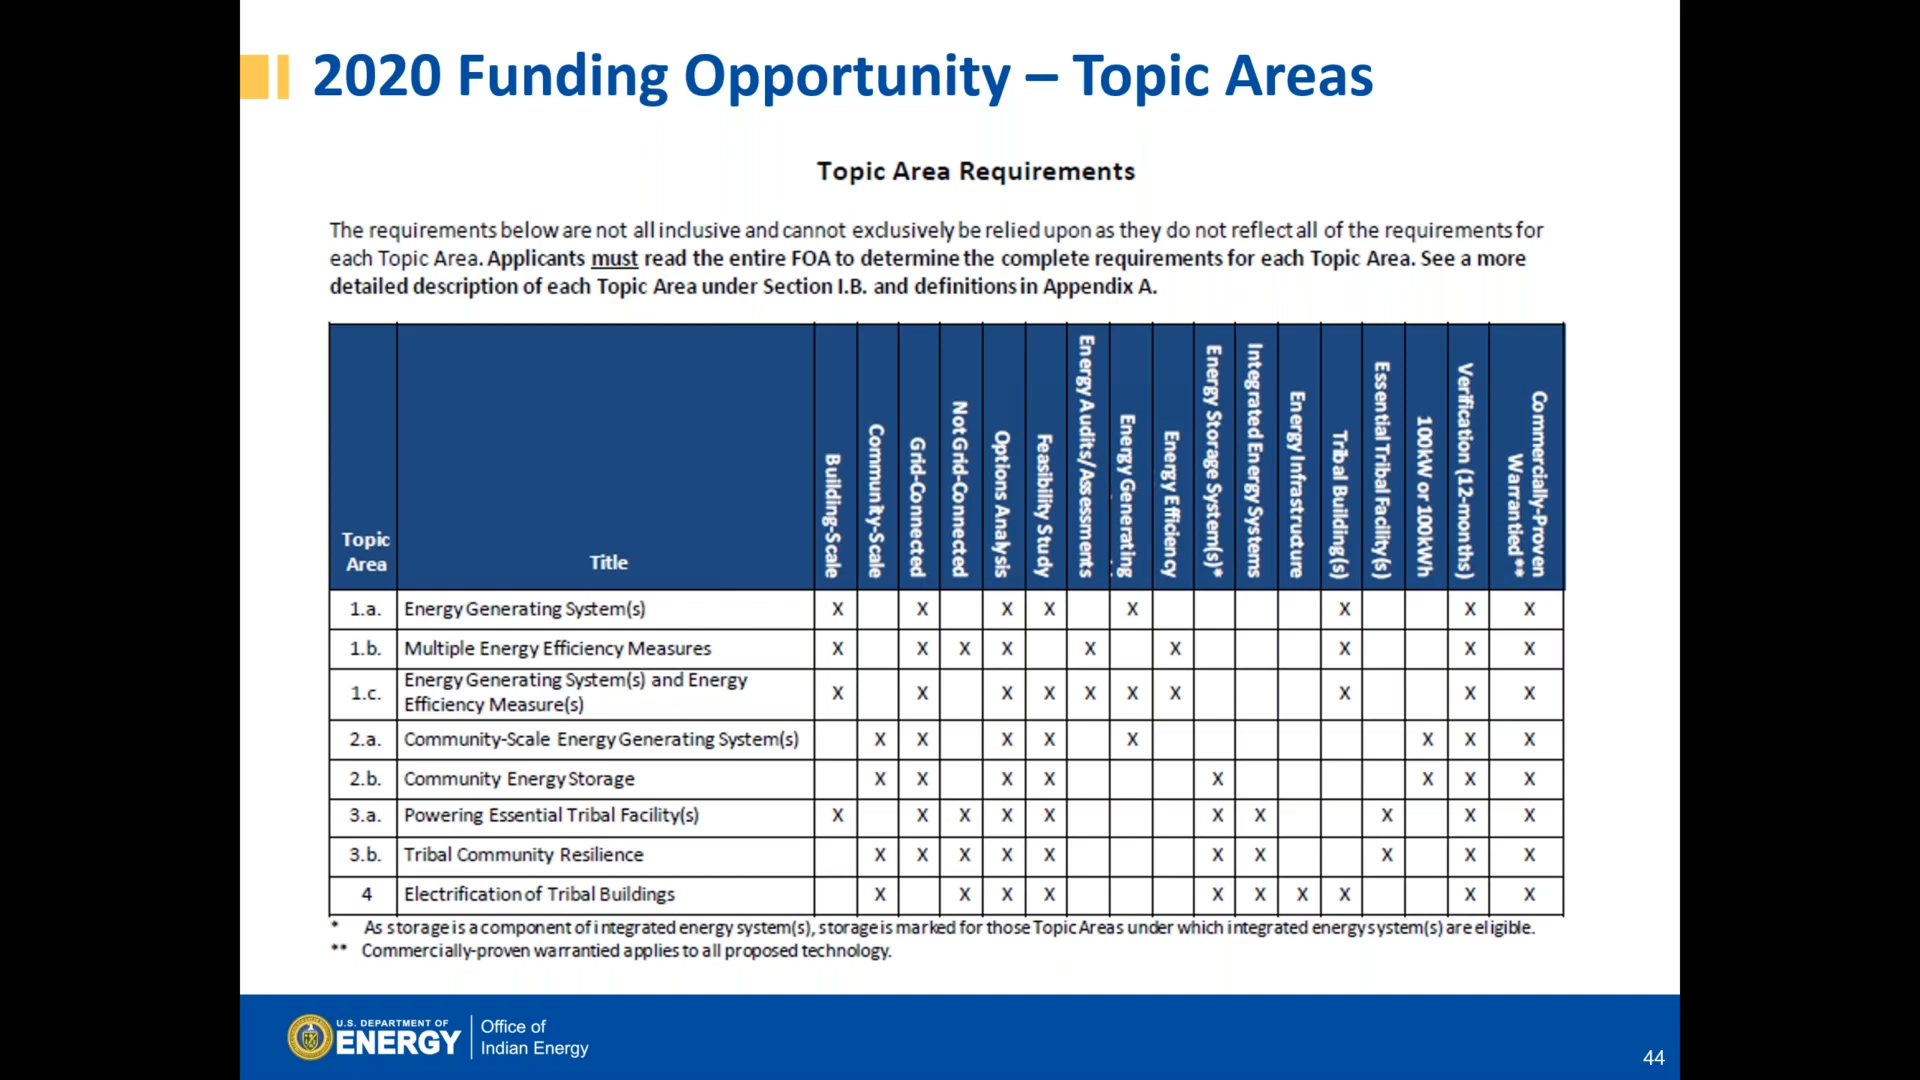 2020 Funding Opportunity – Topic Areas
Topic Area Requirements
The requirements below are not all inclusive and cannot exclusively be relied upon as they do not reflect all of the requirements for
each Topic Area. Applicants must read the entire FOA to determine the complete requirements for each Topic Area. See a more
detailed description of each Topic Area under Section I.B. and definitions in Appendix A.
Topic Area
Title
Building-Scale
Community-Scale
Grid-Connected
Not Grid-Connected
Options Analysis
Feasibility Study
Energy Audits/Assessments
Energy Generating
Energy Efficiency
Energy Storage System(s)*
Integrated Energy Systems
Energy Infrastructure
Tribal Building(s)
Essential Tribal Facility(s)
100kW or 100kWh
Verification (12-months)
Commercially-Proven Warrantied**
1.a. Energy Generating System(s) X X X X X X X X
1.b. Multiple Energy Efficiency Measures X X X X X X X X X
1.c. Energy Generating System(s) and Energy Efficiency Measure(s) X X X X X X X X X X
2.a. Community-Scale Energy Generating System(s) X X X X X X X X
2.b. Community Energy Storage X X X X X X X X
3.a. Powering Essential Tribal Facility(s) X X X X X X X X X X
3.b. Tribal Community Resilience X X X X X X X X X X
4 Electrification of Tribal Buildings X X X X X X X X X X
* As storage is a component of integrated energy system(s), storage is marked for those Topic Areas under which integrated energy system(s) are eligible.
** Commercially-proven warrantied applies to all proposed technology.
U.S. DEPARTMENT OF
ENERGY
Office of
Indian Energy
44